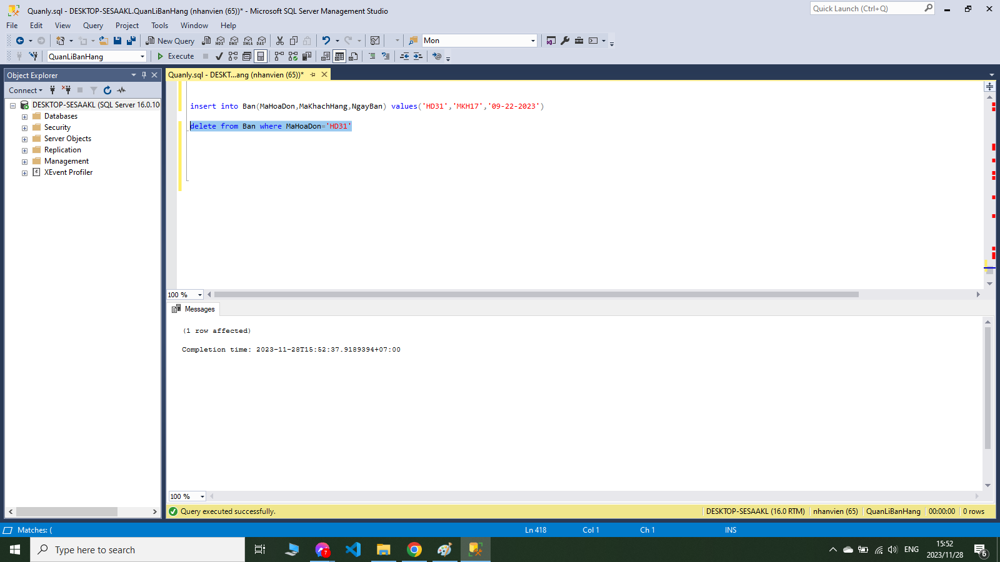 Quanly.sql - DESKTOP-SESAAKL.QuanLiBanHang (nhanvien (65))* - Microsoft SQL Server Management Studio
Quick Launch (Ctrl+Q)
File Edit View Query Project Tools Window Help
New Query
MDX DMX XMLA DAX
Mon
QuanLiBanHang
Execute
Object Explorer
Quanly.sql - DESKT...ang (nhanvien (65))*
Connect
DESKTOP-SESAAKL (SQL Server 16.0.10
Databases
Security
Server Objects
Replication
Management
XEvent Profiler
insert into Ban(MaHoaDon,MaKhachHang,NgayBan) values('HD31','MKH17','09-22-2023')
delete from Ban where MaHoaDon='HD31'
100 %
Messages
(1 row affected)
Completion time: 2023-11-28T15:52:37.9189394+07:00
100 %
Query executed successfully.
DESKTOP-SESAAKL (16.0 RTM) nhanvien (65) QuanLiBanHang 00:00:00 0 rows
Matches: (
Ln 418 Col 1 Ch 1 INS
Type here to search
7
ENG
15:52
2023/11/28
6